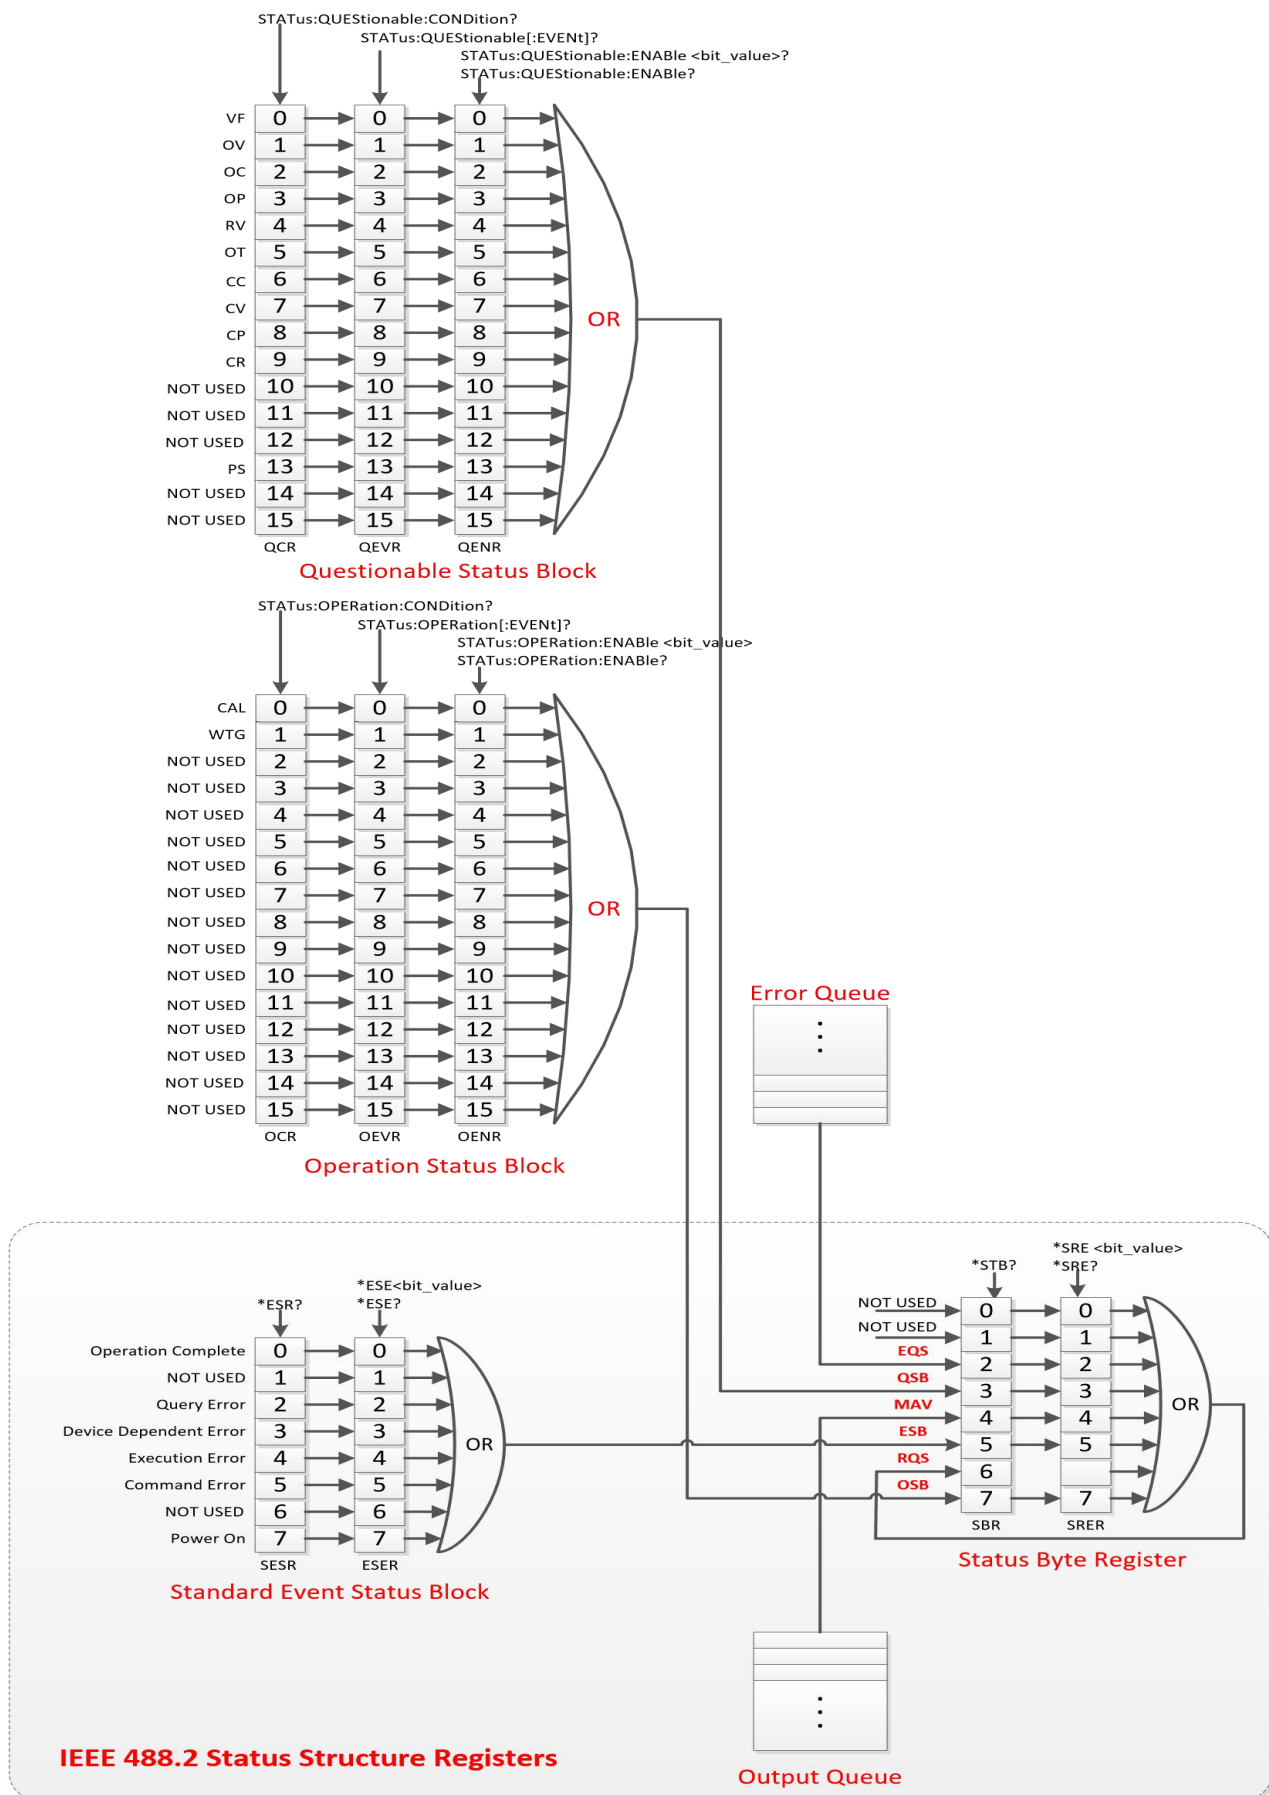 STATus:QUEStionable:CONDition?
STATus:QUEStionable[:EVENt]?
STATus:QUEStionable:ENABle <bit_value>?
STATus:QUEStionable:ENABle?
VF 0 0 0
OV 1 1 1
OC 2 2 2
OP 3 3 3
RV 4 4 4
OT 5 5 5
CC 6 6 6
CV 7 7 7
OR
CP 8 8 8
CR 9 9 9
NOT USED 10 10 10
NOT USED 11 11 11
NOT USED 12 12 12
PS 13 13 13
NOT USED 14 14 14
NOT USED 15 15 15
QCR QEVR QENR
Questionable Status Block
STATus:OPERation:CONDition?
STATus:OPERation[:EVENt]?
STATus:OPERation:ENABle <bit_value>
STATus:OPERation:ENABle?
CAL 0 0 0
WTG 1 1 1
NOT USED 2 2 2
NOT USED 3 3 3
NOT USED 4 4 4
NOT USED 5 5 5
NOT USED 6 6 6
NOT USED 7 7 7
OR
NOT USED 8 8 8
NOT USED 9 9 9
NOT USED 10 10 10
NOT USED 11 11 11
NOT USED 12 12 12
NOT USED 13 13 13
NOT USED 14 14 14
NOT USED 15 15 15
OCR OEVR OENR
Operation Status Block
Error Queue
*ESE<bit_value>
*ESR? *ESE?
Operation Complete 0 0
NOT USED 1 1
Query Error 2 2
Device Dependent Error 3 3
OR
Execution Error 4 4
Command Error 5 5
NOT USED 6 6
Power On 7 7
SESR ESER
Standard Event Status Block
*SRE <bit_value>
*STB? *SRE?
NOT USED 0 0
NOT USED 1 1
EQS 2 2
QSB 3 3
OR
MAV 4 4
ESB 5 5
RQS 6
OSB 7 7
SBR SRER
Status Byte Register
IEEE 488.2 Status Structure Registers
Output Queue